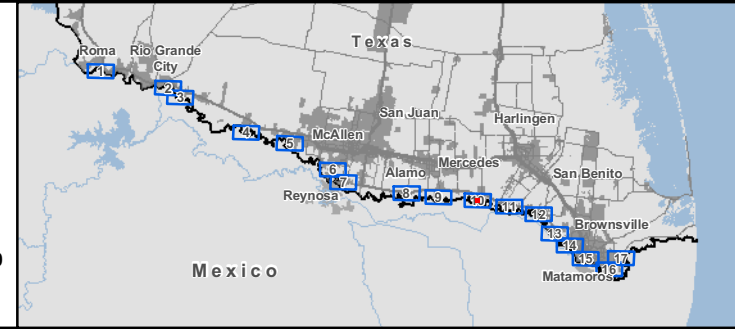 Texas
Roma
Rio Grande
City
1
2
3
4
5
San Juan
McAllen
Harlingen
Mercedes
Alamo
San Benito
6
7
Reynosa
8
9
10
11
12
Brownsville
13
14
15
16
17
Matamoros
Mexico